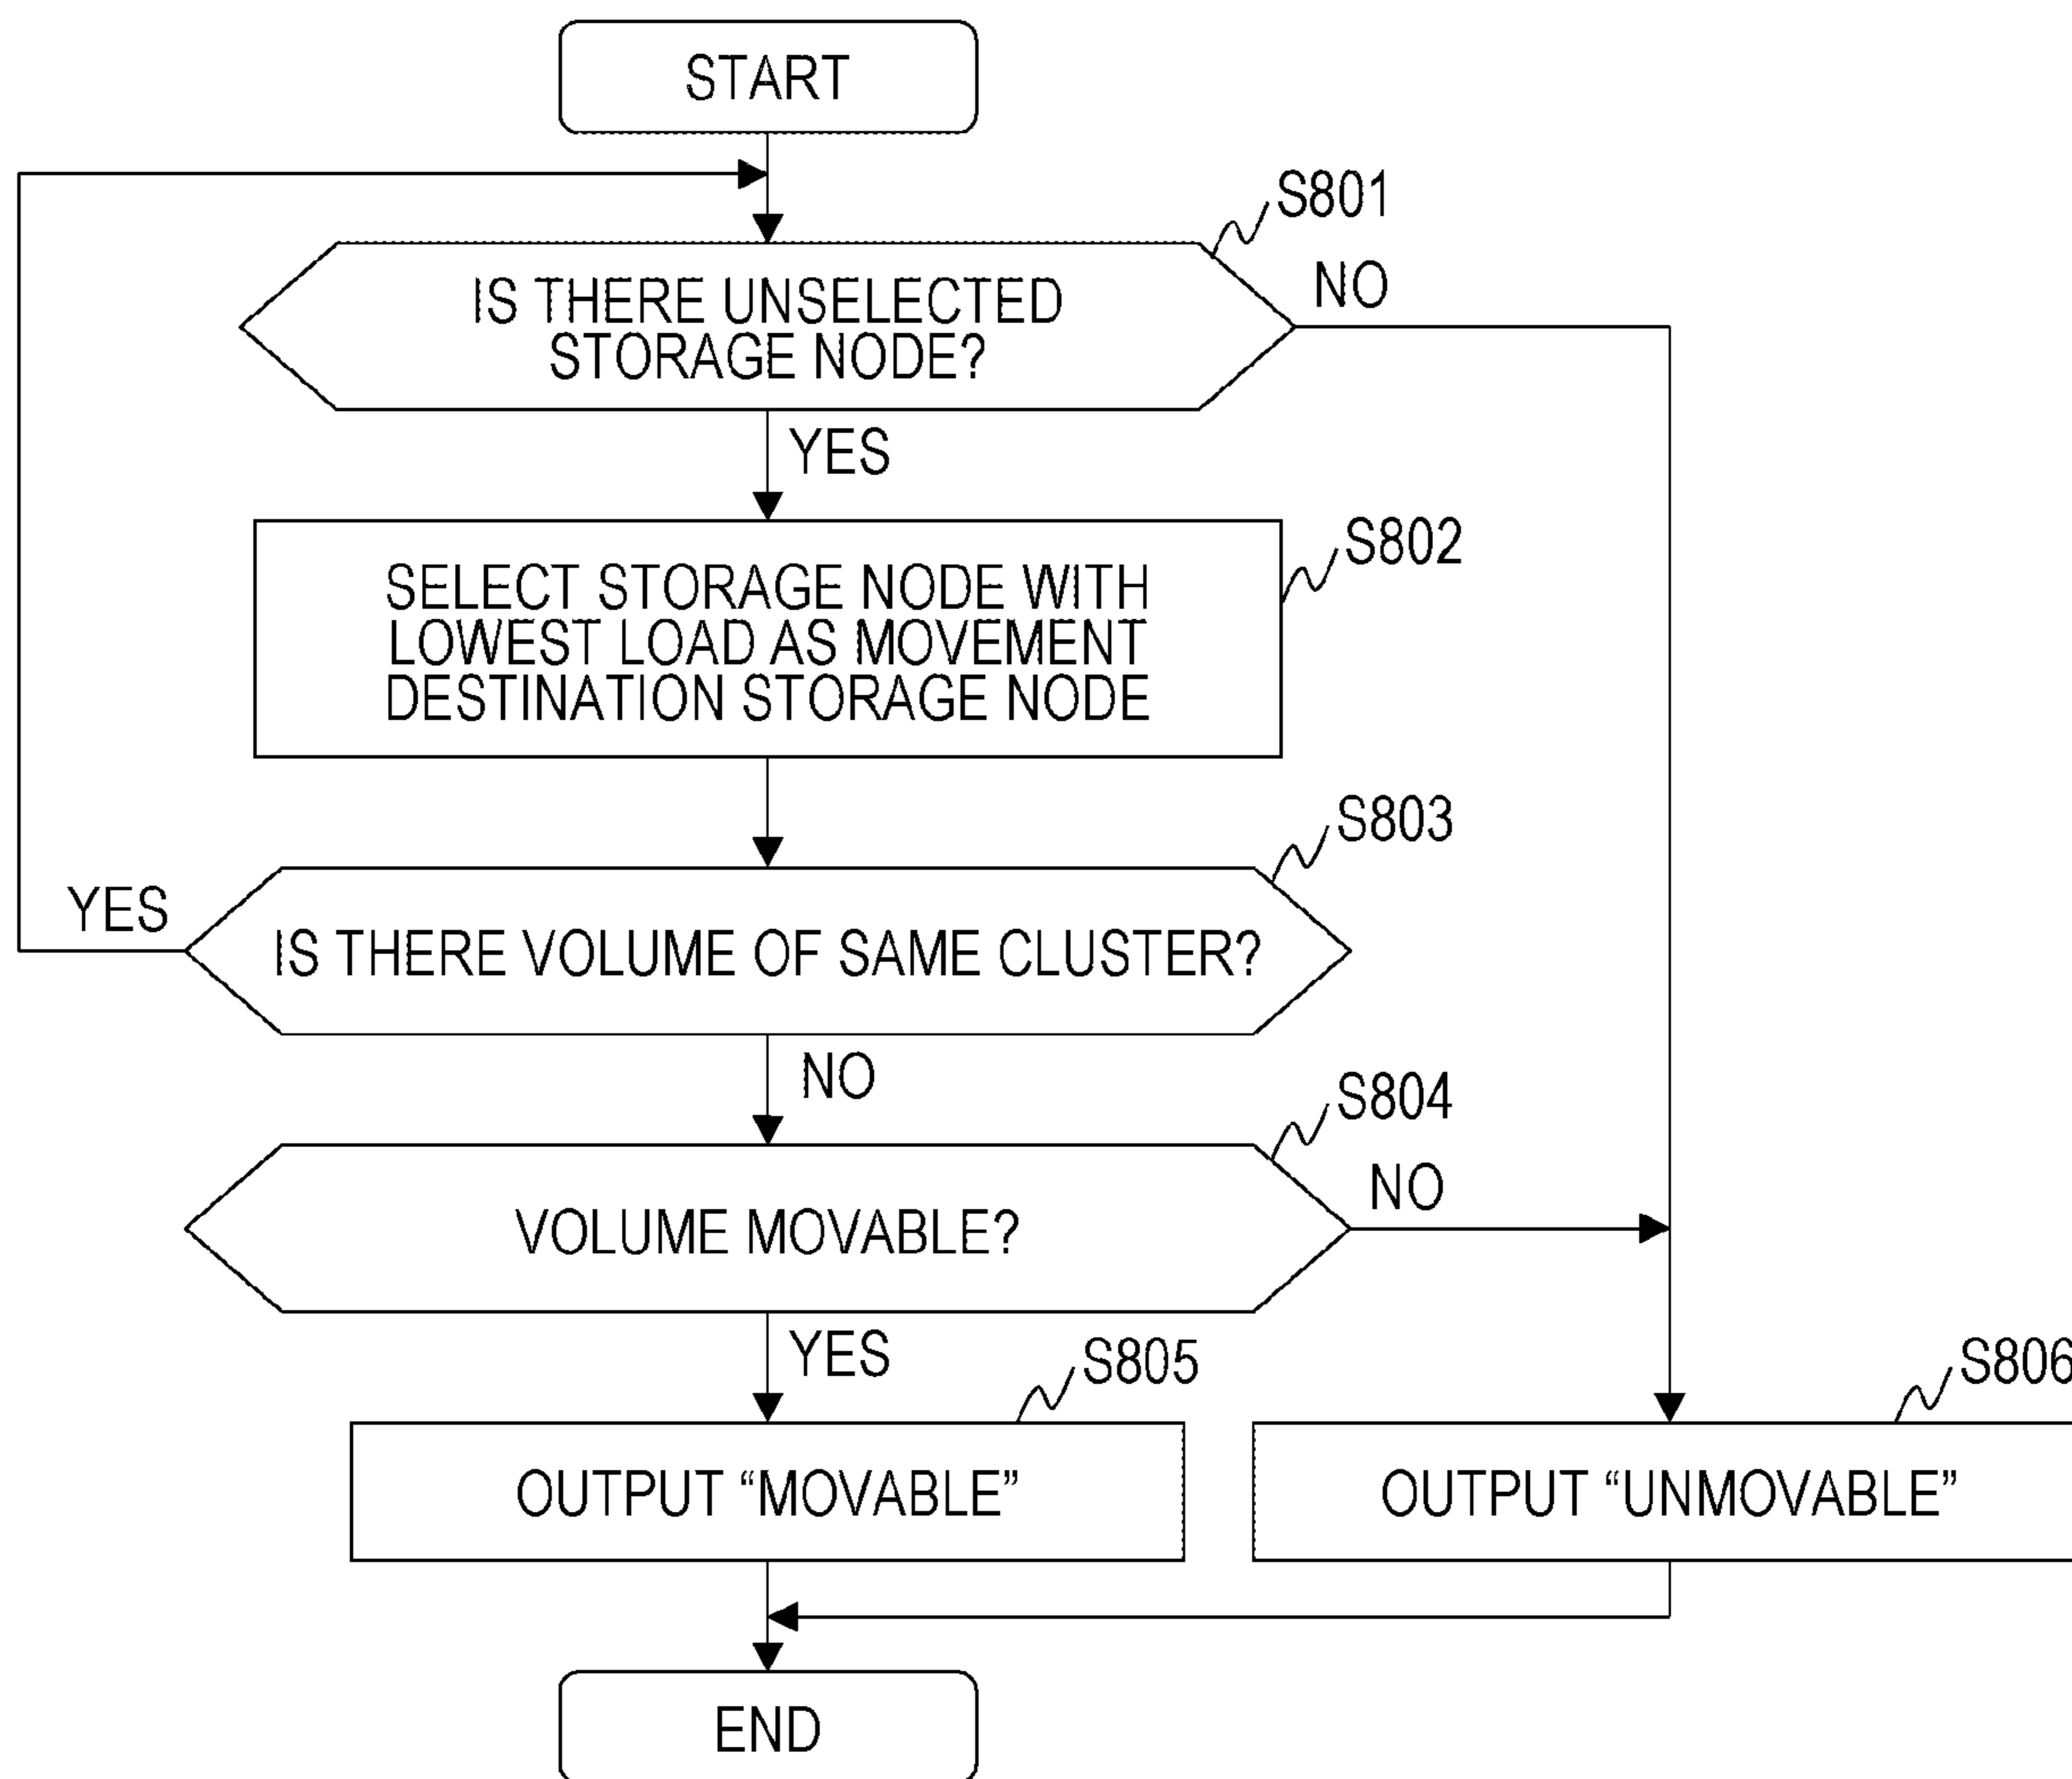 START
S801
IS THERE UNSELECTED
STORAGE NODE?
NO
YES
S802
SELECT STORAGE NODE WITH
LOWEST LOAD AS MOVEMENT
DESTINATION STORAGE NODE
S803
YES
IS THERE VOLUME OF SAME CLUSTER?
NO
S804
NO
VOLUME MOVABLE?
YES
S805
S806
OUTPUT “MOVABLE”
OUTPUT “UNMOVABLE”
END